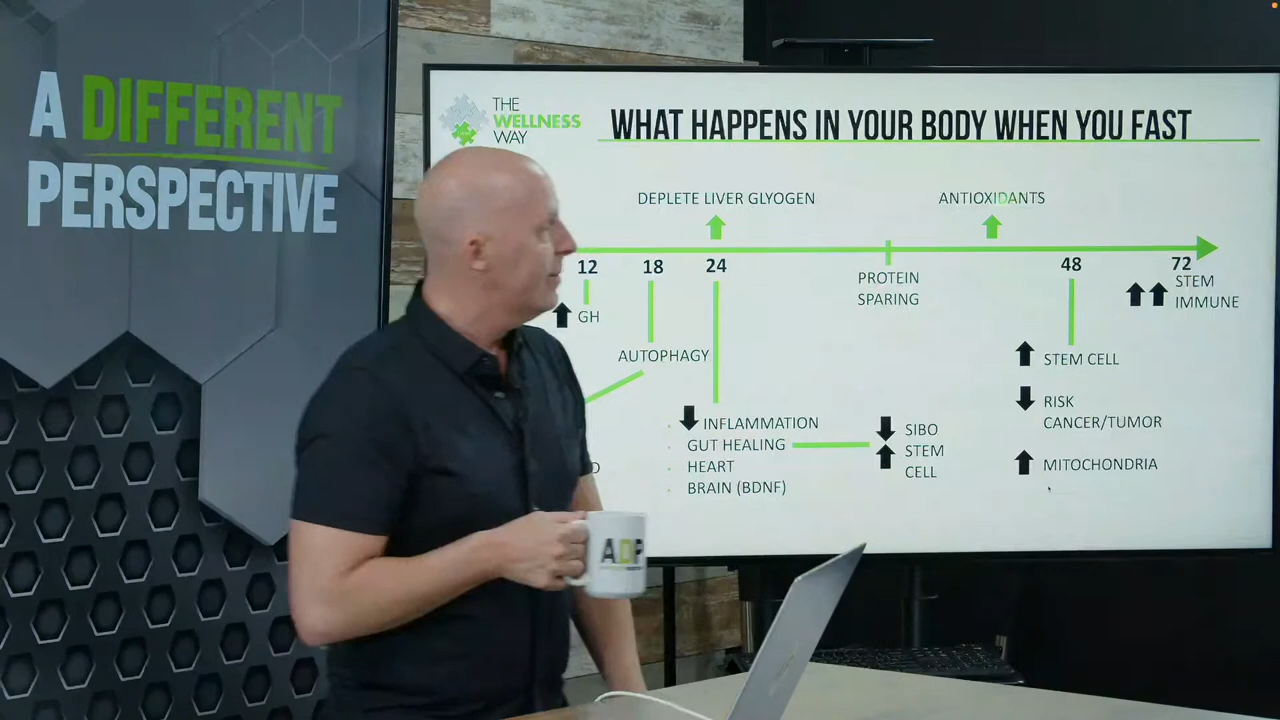 A DIFFERENT
PERSPECTIVE
THE
WELLNESS
WAY
WHAT HAPPENS IN YOUR BODY WHEN YOU FAST
DEPLETE LIVER GLYOGEN
ANTIOXIDANTS
12
18
24
48
72
GH
PROTEIN
SPARING
STEM
IMMUNE
AUTOPHAGY
STEM CELL
RISK
CANCER/TUMOR
MITOCHONDRIA
INFLAMMATION
GUT HEALING
HEART
BRAIN (BDNF)
SIBO
STEM
CELL
ADP